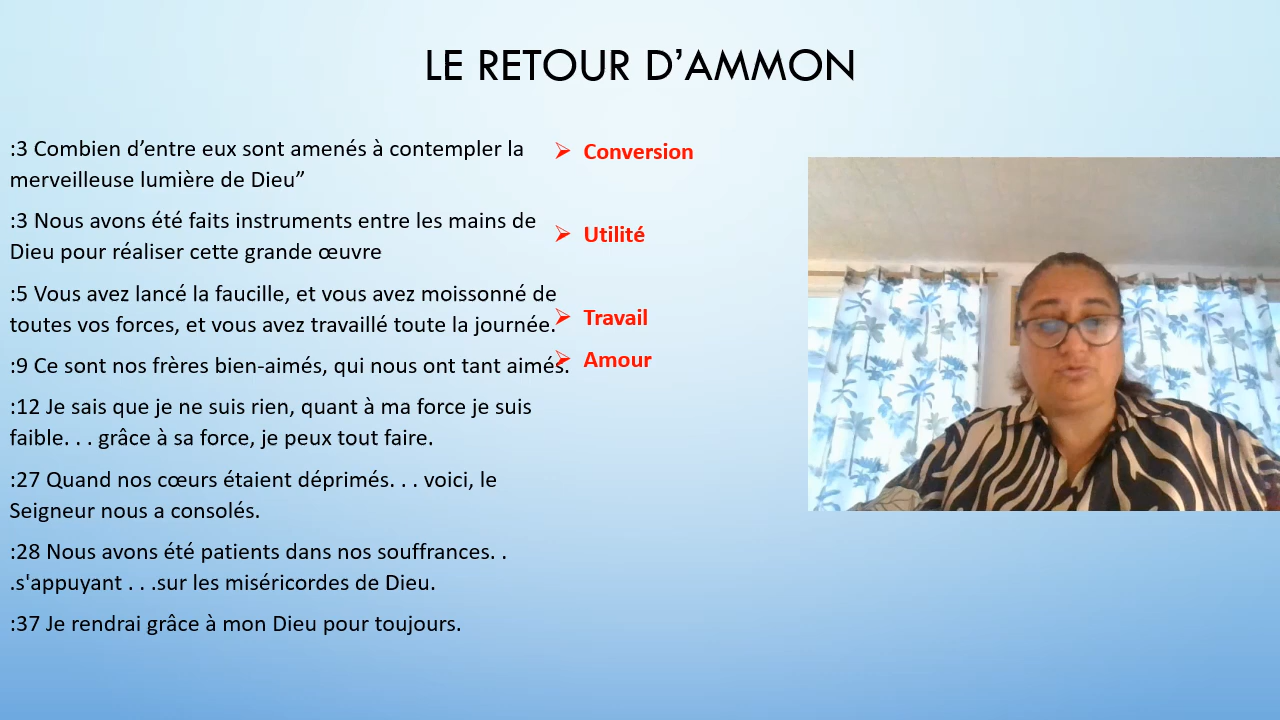 LE RETOUR D’AMMON
:3 Combien d’entre eux sont amenés à contempler la
merveilleuse lumière de Dieu”
➢ Conversion
:3 Nous avons été faits instruments entre les mains de
Dieu pour réaliser cette grande œuvre
➢ Utilité
:5 Vous avez lancé la faucille, et vous avez moissonné de
toutes vos forces, et vous avez travaillé toute la journée.
➢ Travail
:9 Ce sont nos frères bien-aimés, qui nous ont tant aimés.
➢ Amour
:12 Je sais que je ne suis rien, quant à ma force je suis
faible. . . grâce à sa force, je peux tout faire.
:27 Quand nos cœurs étaient déprimés. . . voici, le
Seigneur nous a consolés.
:28 Nous avons été patients dans nos souffrances. .
.s'appuyant . . .sur les miséricordes de Dieu.
:37 Je rendrai grâce à mon Dieu pour toujours.